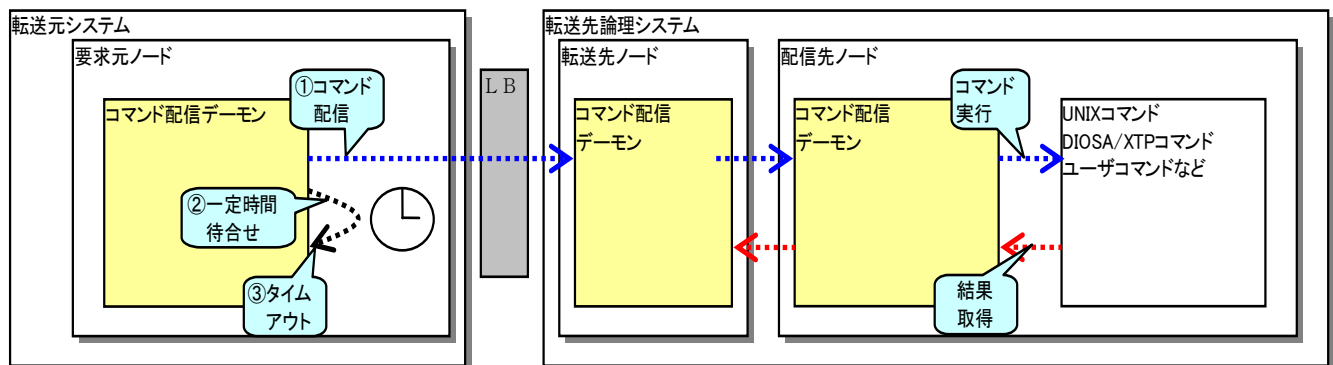 転送元システム
要求元ノード
コマンド配信デーモン
①コマンド
配信
②一定時間
待合せ
③タイム
アウト
ＬＢ
転送先論理システム
転送先ノード
コマンド配信
デーモン
配信先ノード
コマンド配信
デーモン
コマンド
実行
結果
取得
UNIXコマンド
DIOSA/XTPコマンド
ユーザコマンドなど